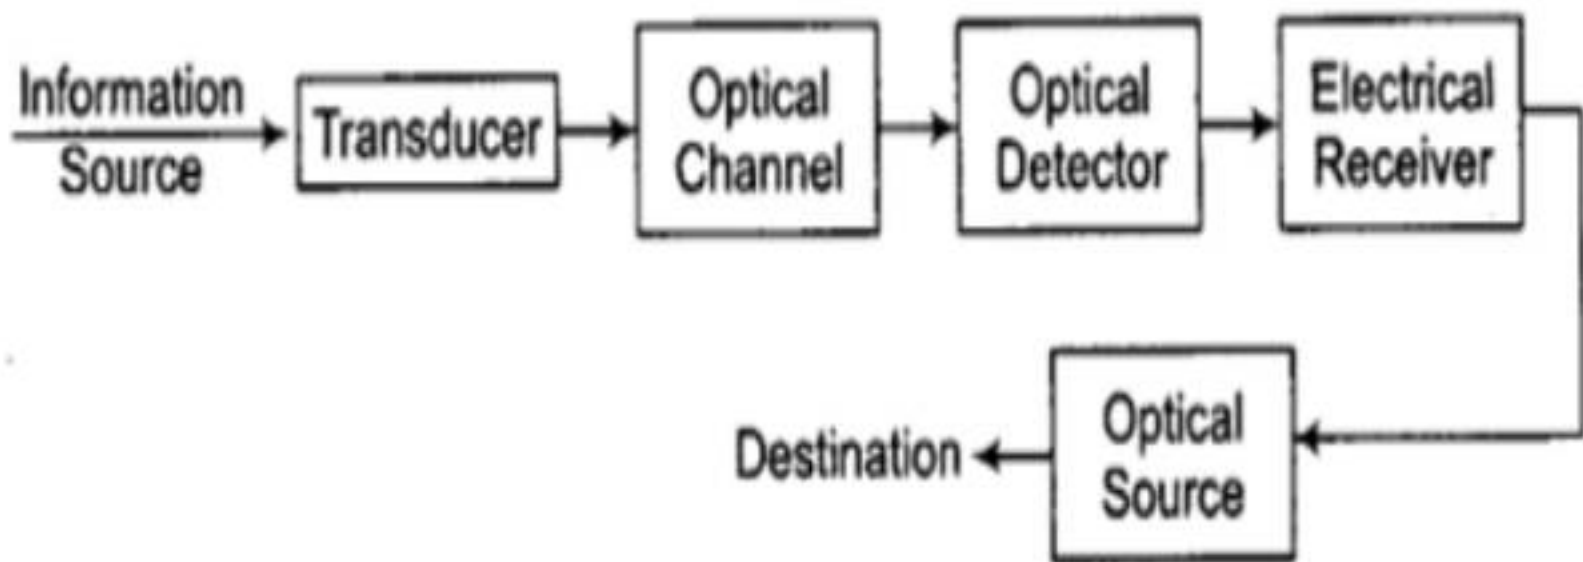 Information
Source
Transducer
Optical
Channel
Optical
Detector
Electrical
Receiver
Optical
Source
Destination